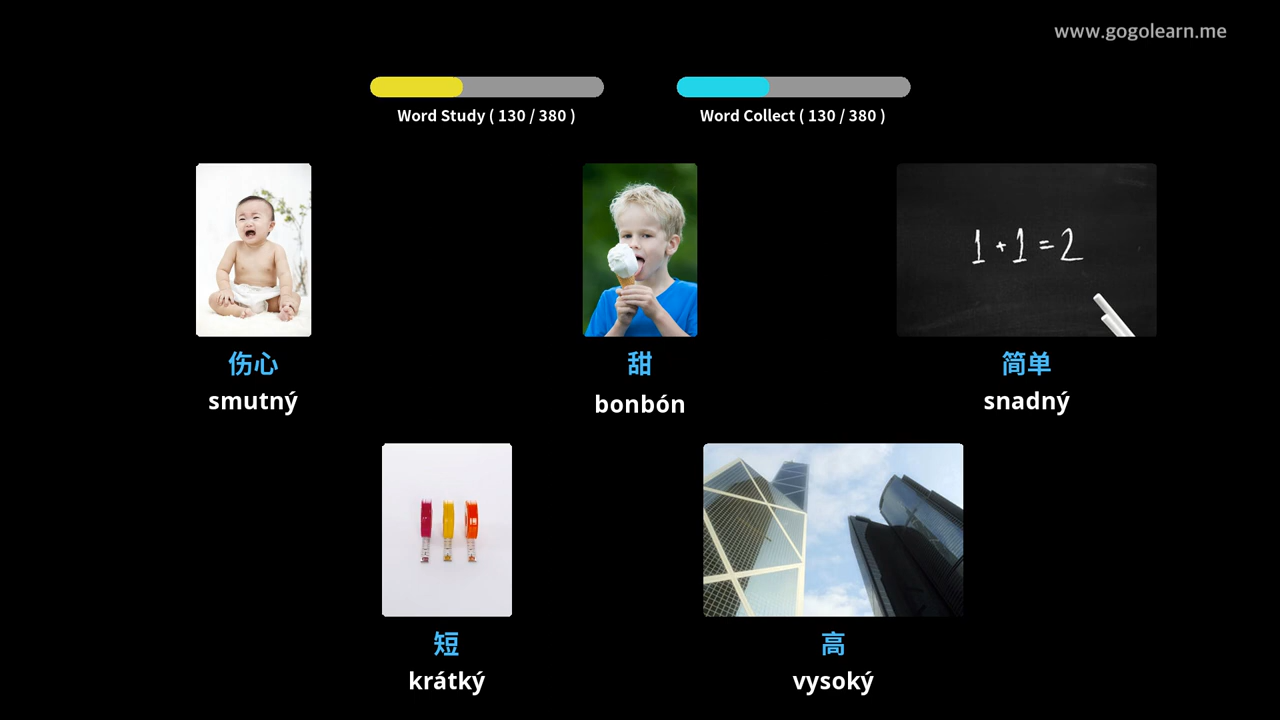 www.gogolearn.me
Word Study ( 130 / 380 )
Word Collect ( 130 / 380 )
1 + 1 = 2
伤心
smutný
甜
bonbón
简单
snadný
短
krátký
高
vysoký